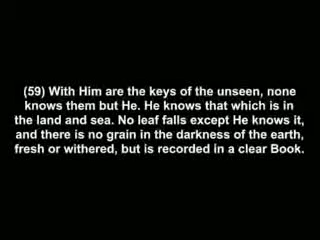 (59) With Him are the keys of the unseen, none
knows them but He. He knows that which is in
the land and sea. No leaf falls except He knows it,
and there is no grain in the darkness of the earth,
fresh or withered, but is recorded in a clear Book.